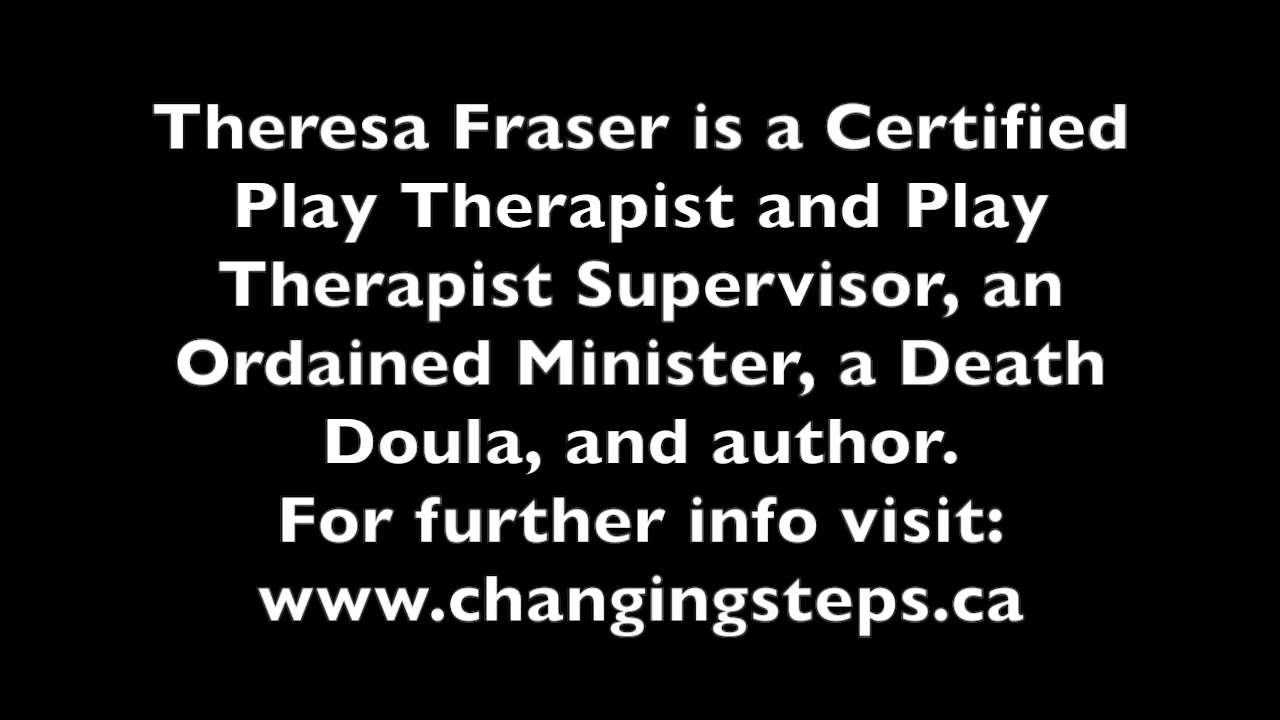 Theresa Fraser is a Certified
Play Therapist and Play
Therapist Supervisor, an
Ordained Minister, a Death
Doula, and author.
For further info visit:
www.changingsteps.ca